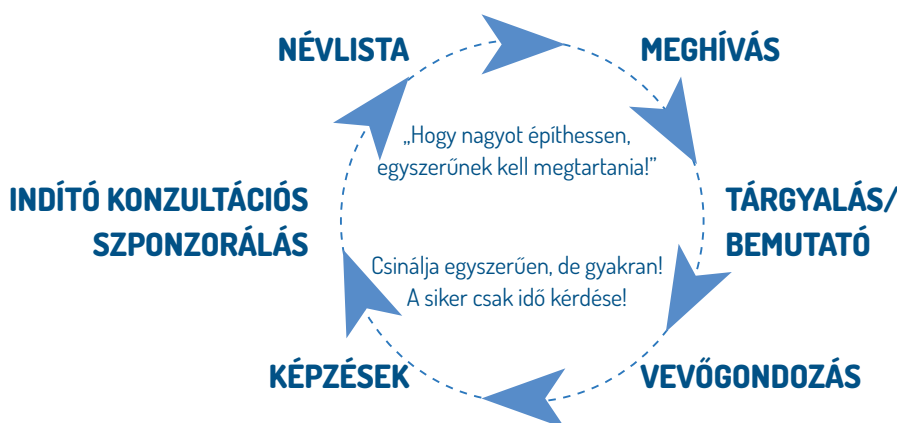 NÉVLISTA
MEGHÍVÁS
„Hogy nagyot építhessen,
egyszerűnek kell megtartania!”
INDÍTÓ KONZULTÁCIÓS
SZPONZORÁLÁS
TÁRGYALÁS/
BEMUTATÓ
Csinálja egyszerűen, de gyakran!
A siker csak idő kérdése!
KÉPZÉSEK
VEVŐGONDOZÁS